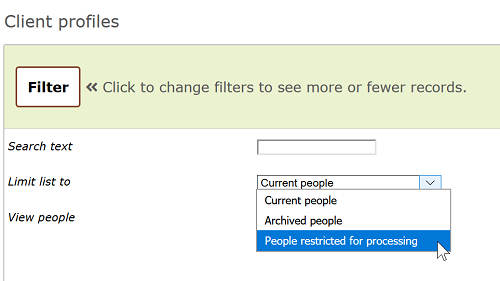 Client profiles
Filter « Click to change filters to see more or fewer records.
Search text
Limit list to Current people
Current people
View people
Archived people
People restricted for processing